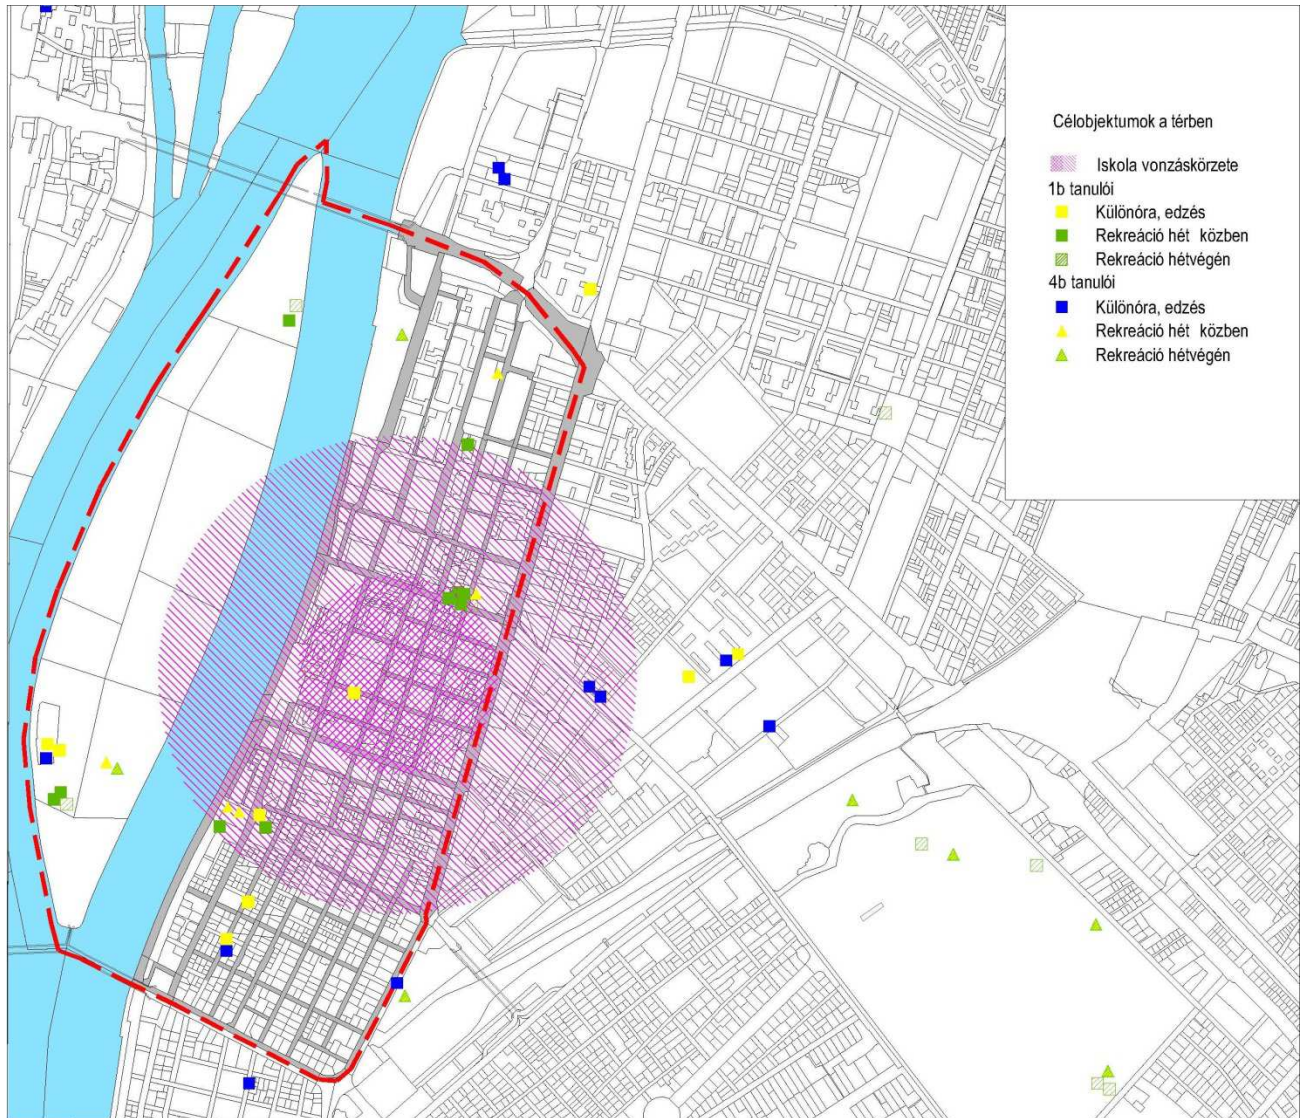 Célobjektumok a térben
Iskola vonzáskörzete
1b tanulói
Különóra, edzés
Rekreáció hét közben
Rekreáció hétvégén
4b tanulói
Különóra, edzés
Rekreáció hét közben
Rekreáció hétvégén